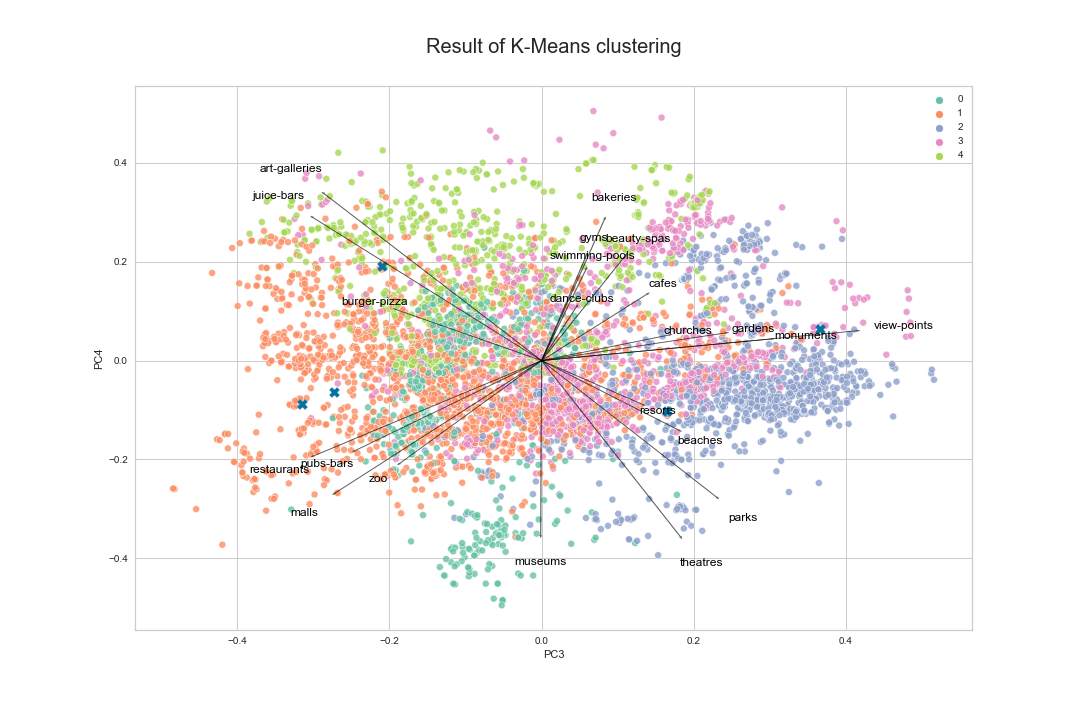 Result of K-Means clustering
0
1
2
3
4
art-galleries
juice-bars
bakeries
gyms
beauty-spas
swimming-pools
cafes
dance-clubs
burger-pizza
churches
gardens
monuments
view-points
resorts
beaches
restaurants
pubs-bars
zoo
malls
parks
museums
theatres
0.4
0.2
0.0
−0.2
−0.4
PC4
−0.4
−0.2
0.0
0.2
0.4
PC3